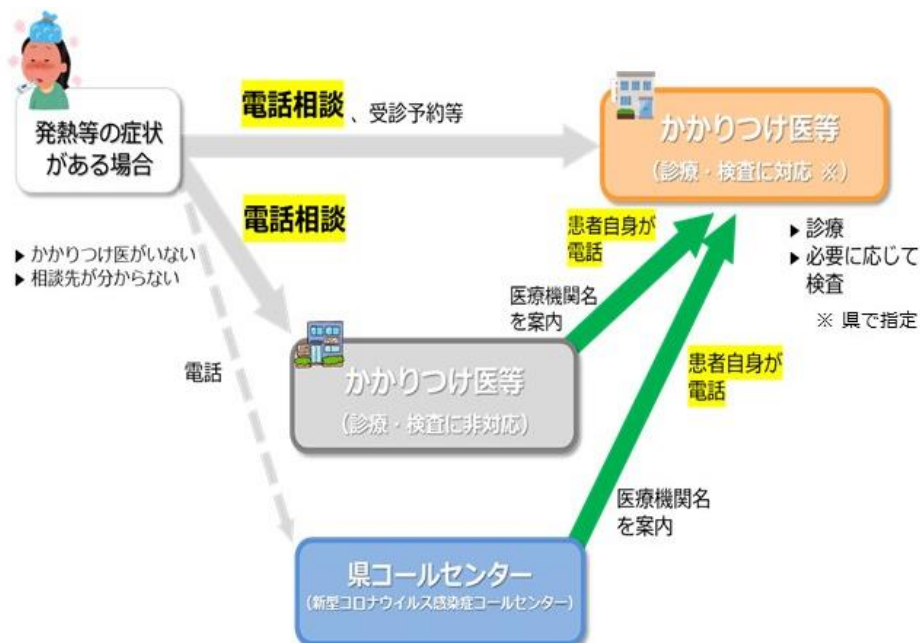 発熱等の症状
がある場合
電話相談、受診予約等
かかりつけ医等
(診療・検査に対応 ※)
電話相談
▶ かかりつけ医がいない
▶ 相談先が分からない
患者自身が
電話
▶ 診療
▶ 必要に応じて
検査
※ 県で指定
医療機関名
を案内
電話
かかりつけ医等
(診療・検査に非対応)
患者自身が
電話
医療機関名
を案内
県コールセンター
(新型コロナウイルス感染症コールセンター)